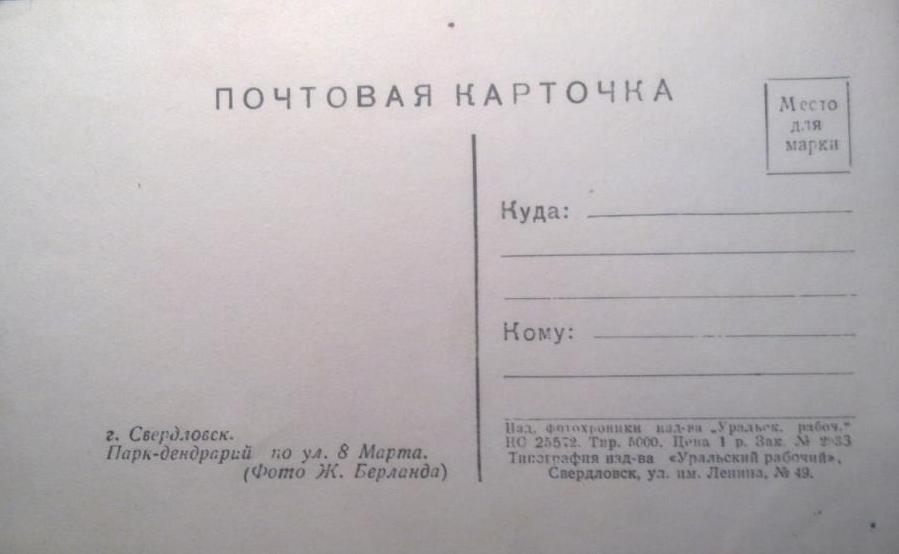 ПОЧТОВАЯ КАРТОЧКА
Место
для
марки
Куда:
Кому:
г. Свердловск.
Парк-дендрарий по ул. 8 Марта.
(Фото Ж. Берланда)
Изд. фотохроники изд-ва „Уральск. рабоч."
НС 25572. Тир. 5000. Цена 1 р. Зак. №
Типография изд-ва «Уральский рабочий»,
Свердловск, ул. им. Ленина, № 49.